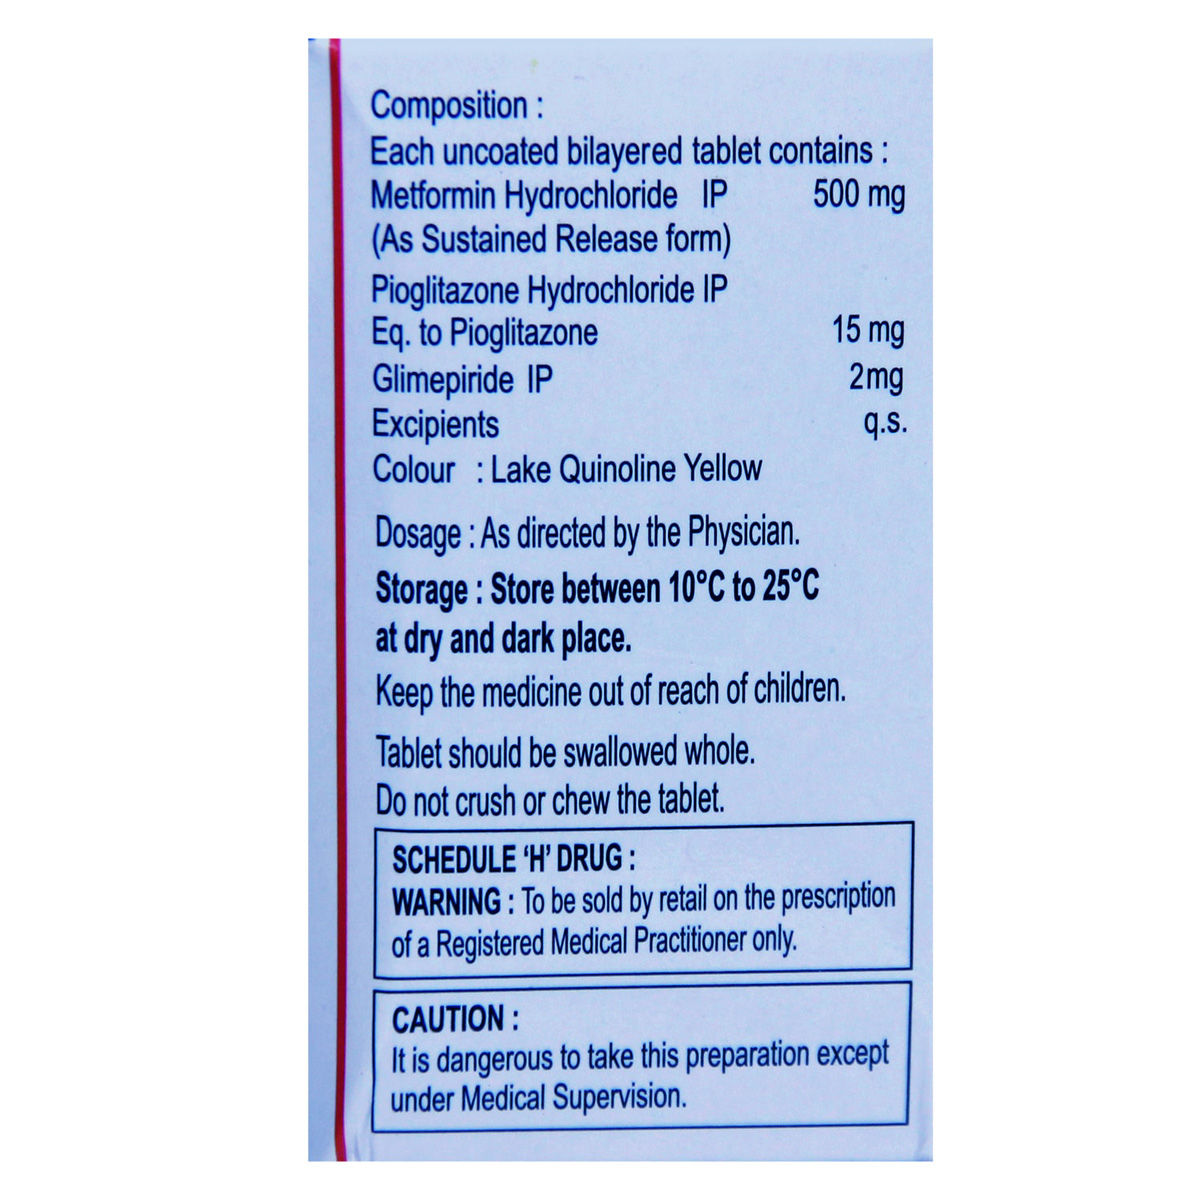 Composition :
Each uncoated bilayered tablet contains :
Metformin Hydrochloride IP 500 mg
(As Sustained Release form)
Pioglitazone Hydrochloride IP
Eq. to Pioglitazone 15 mg
Glimepiride IP 2mg
Excipients q.s.
Colour : Lake Quinoline Yellow
Dosage : As directed by the Physician.
Storage : Store between 10°C to 25°C
at dry and dark place.
Keep the medicine out of reach of children.
Tablet should be swallowed whole.
Do not crush or chew the tablet.
SCHEDULE ‘H’ DRUG :
WARNING : To be sold by retail on the prescription
of a Registered Medical Practitioner only.
CAUTION :
It is dangerous to take this preparation except
under Medical Supervision.